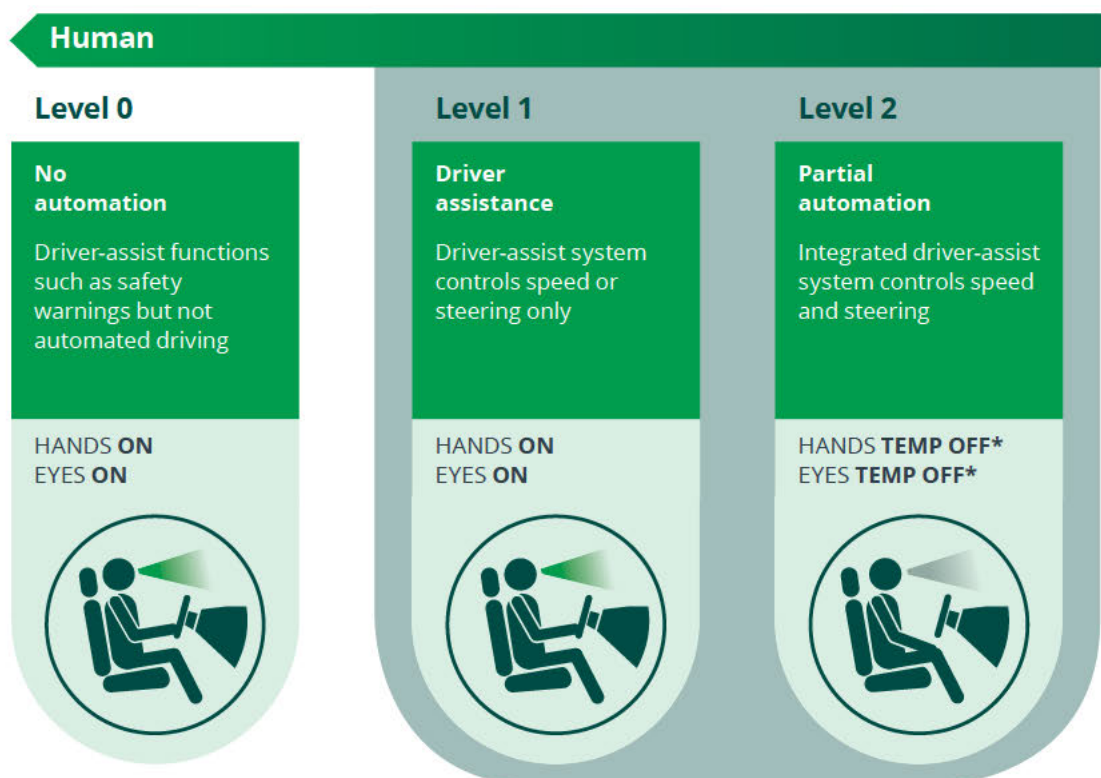 Human
Level 0
No
automation
Driver-assist functions
such as safety
warnings but not
automated driving
HANDS ON
EYES ON
Level 1
Driver
assistance
Driver-assist system
controls speed or
steering only
HANDS ON
EYES ON
Level 2
Partial
automation
Integrated driver-assist
system controls speed
and steering
HANDS TEMP OFF*
EYES TEMP OFF*